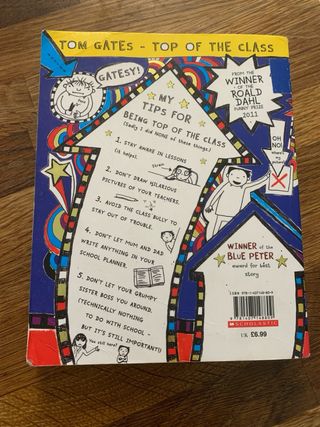 TOM GATES - TOP OF THE CLASS
GATESY!
FROM THE
WINNER
OF THE
ROALD
DAHL
FUNNY PRIZE
2011
OH
NO!
MY
TIPS FOR
BEING TOP OF THE CLASS
(Sadly I did NONE of these things)
1. STAY AWAKE IN LESSONS
(it helps).
2. DON'T DRAW HILARIOUS
PICTURES OF YOUR TEACHERS.
3. AVOID THE CLASS BULLY TO
STAY OUT OF TROUBLE.
4. DON'T LET MUM AND DAD
WRITE ANYTHING IN YOUR
SCHOOL PLANNER.
5. DON'T LET YOUR GRUMPY
SISTER BOSS YOU AROUND.
(TECHNICALLY NOTHING
TO DO WITH SCHOOL -
BUT IT'S STILL IMPORTANT!)
You still here?
WINNER of the
BLUE PETER
award for best
story
SCHOLASTIC
UK £6.99